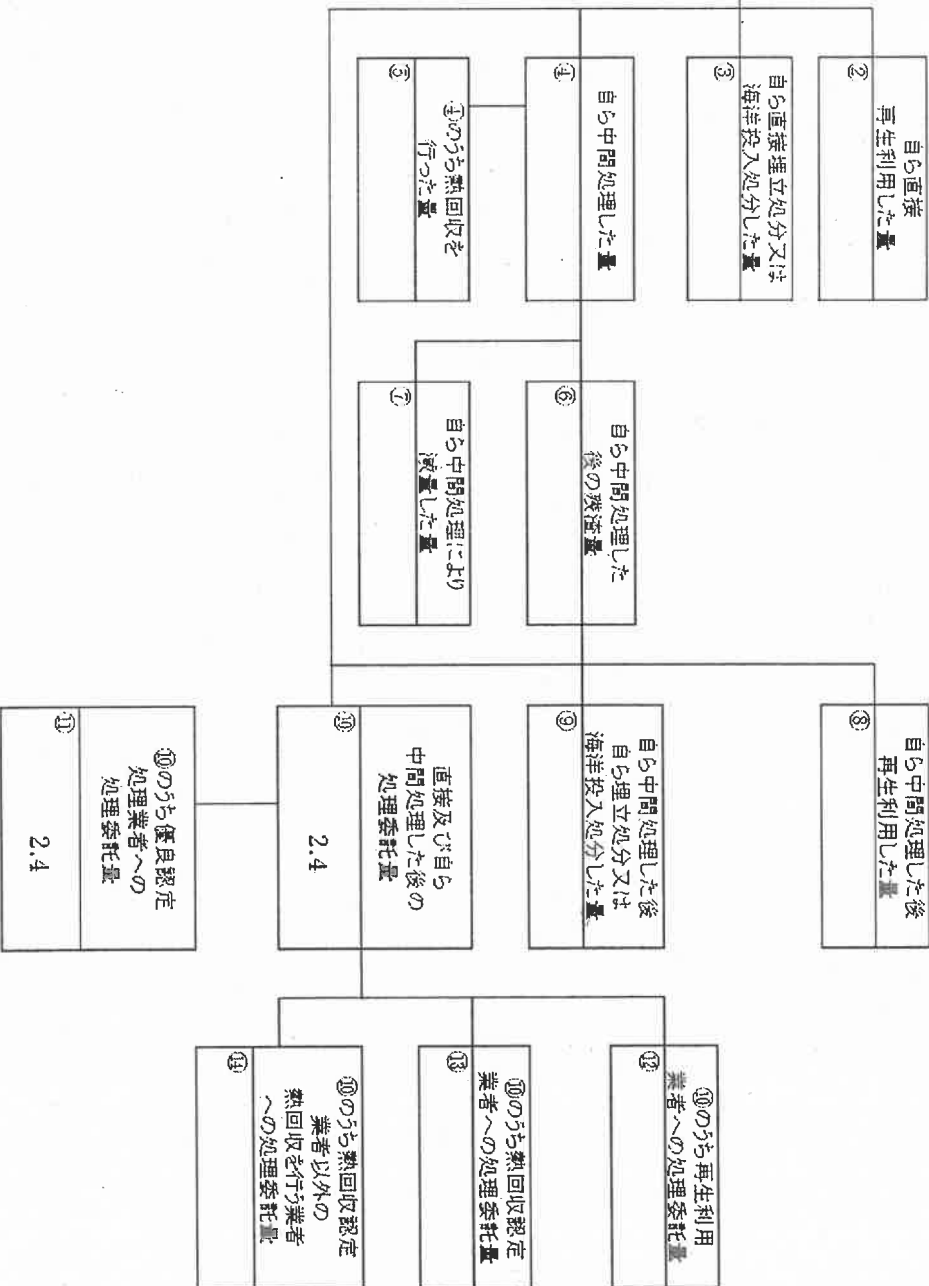 自ら直接
再生利用した量
②
自ら直接埋立処分又は
海洋投入処分した量
③
自ら中間処理した量
④
④のうち熱回収を
行った量
⑤
自ら中間処理した
後の残渣量
⑥
自ら中間処理により
減量した量
⑦
自ら中間処理した後
再生利用した量
⑧
自ら中間処理した後
自ら埋立処分又は
海洋投入処分した量
⑨
直接及び自ら
中間処理した後の
処理委託量
⑩
2.4
⑩のうち優良認定
処理業者への
処理委託量
⑪
2.4
⑩のうち再生利用
業者への処理委託量
⑫
⑩のうち熱回収認定
業者への処理委託量
⑬
⑩のうち熱回収認定
業者以外の
熱回収を行う業者
への処理委託量
⑭